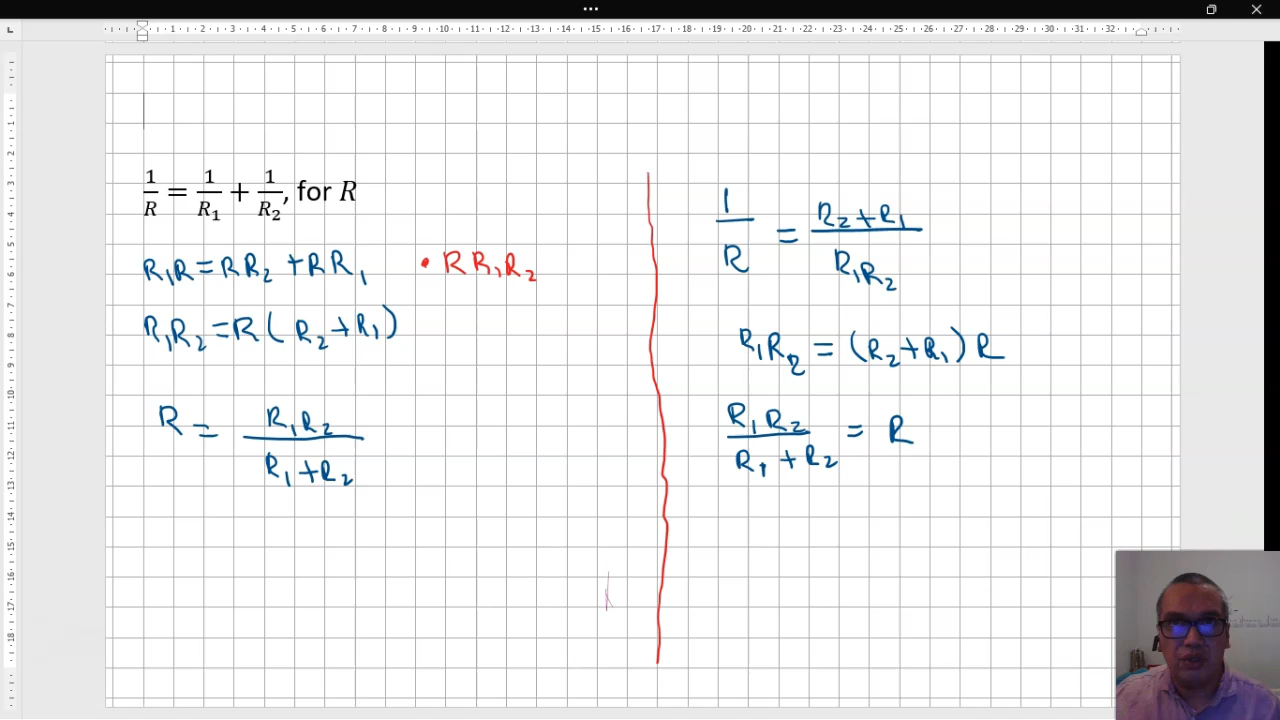 1/R = 1/R₁ + 1/R₂, for R
R₁R = RR₂ + RR₁ • RR₁R₂
R₁R₂ = R(R₂+R₁)
R = R₁R₂/R₁+R₂
1/R = R₂+R₁/R₁R₂
R₁R₂ = (R₂+R₁)R
R₁R₂/R₁+R₂ = R